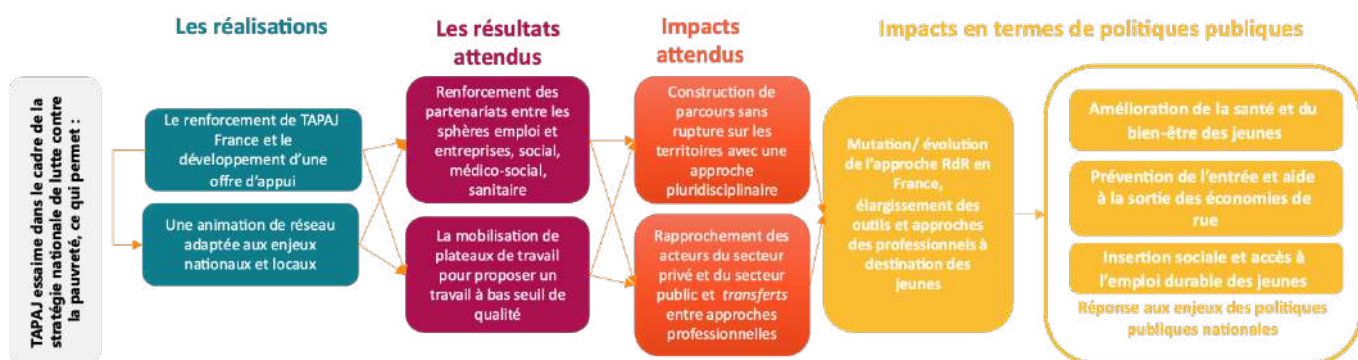 Les réalisations
Les résultats
attendus
Impacts
attendus
Impacts en termes de politiques publiques
TAPAJ essaime dans le cadre de la
stratégie nationale de lutte contre
la pauvreté, ce qui permet :
Le renforcement de TAPAJ
France et le
développement d’une
offre d’appui
Une animation de réseau
adaptée aux enjeux
nationaux et locaux
Renforcement des
partenariats entre les
sphères emploi et
entreprises, social,
médico-social,
sanitaire
La mobilisation de
plateaux de travail
pour proposer un
travail à bas seuil de
qualité
Construction de
parcours sans
rupture sur les
territoires avec une
approche
pluridisciplinaire
Rapprochement des
acteurs du secteur
privé et du secteur
public et transferts
entre approches
professionnelles
Mutation/ évolution
de l’approche RdR en
France,
élargissement des
outils et approches
des professionnels à
destination des
jeunes
Amélioration de la santé et du
bien-être des jeunes
Prévention de l’entrée et aide
à la sortie des économies de
rue
Insertion sociale et accès à
l’emploi durable des jeunes
Réponse aux enjeux des politiques
publiques nationales